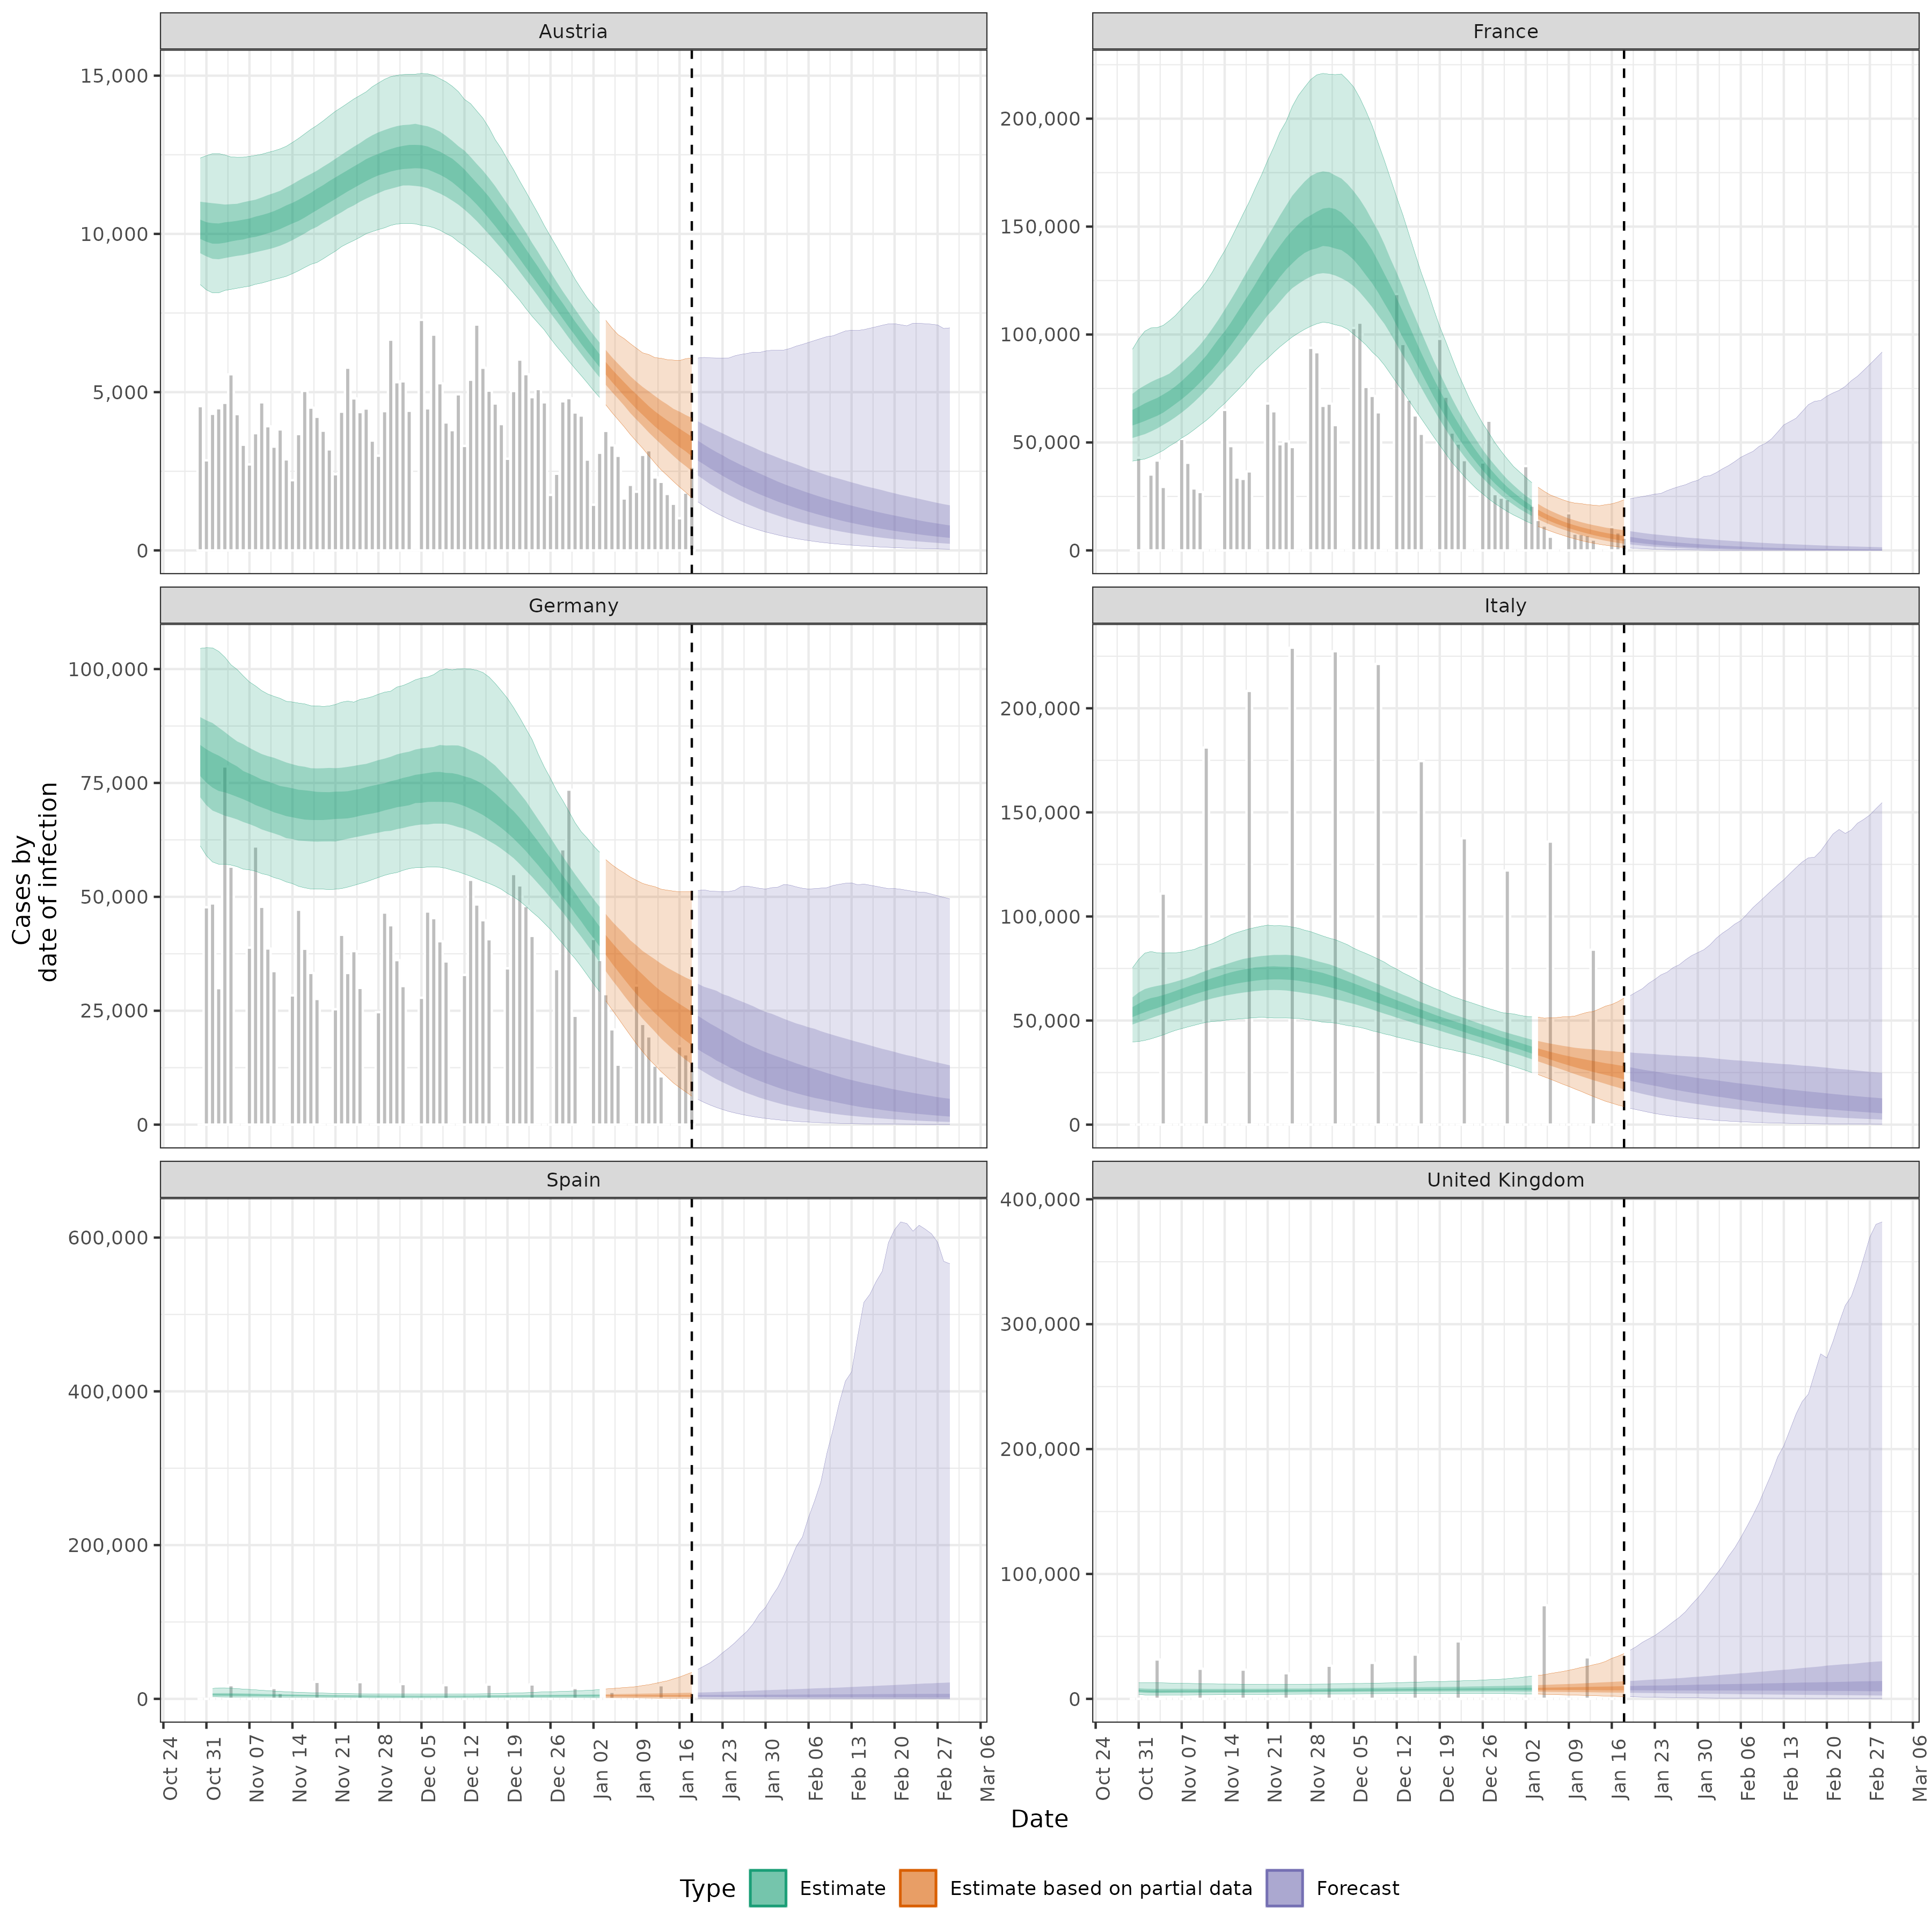 Austria
France
15,000
10,000
5,000
0
200,000
150,000
100,000
50,000
0
Germany
Italy
100,000
75,000
50,000
25,000
0
200,000
150,000
100,000
50,000
0
Cases by
date of infection
Spain
United Kingdom
600,000
400,000
200,000
0
400,000
300,000
200,000
100,000
0
Oct 24
Oct 31
Nov 07
Nov 14
Nov 21
Nov 28
Dec 05
Dec 12
Dec 19
Dec 26
Jan 02
Jan 09
Jan 16
Jan 23
Jan 30
Feb 06
Feb 13
Feb 20
Feb 27
Mar 06
Oct 24
Oct 31
Nov 07
Nov 14
Nov 21
Nov 28
Dec 05
Dec 12
Dec 19
Dec 26
Jan 02
Jan 09
Jan 16
Jan 23
Jan 30
Feb 06
Feb 13
Feb 20
Feb 27
Mar 06
Date
Type Estimate Estimate based on partial data Forecast